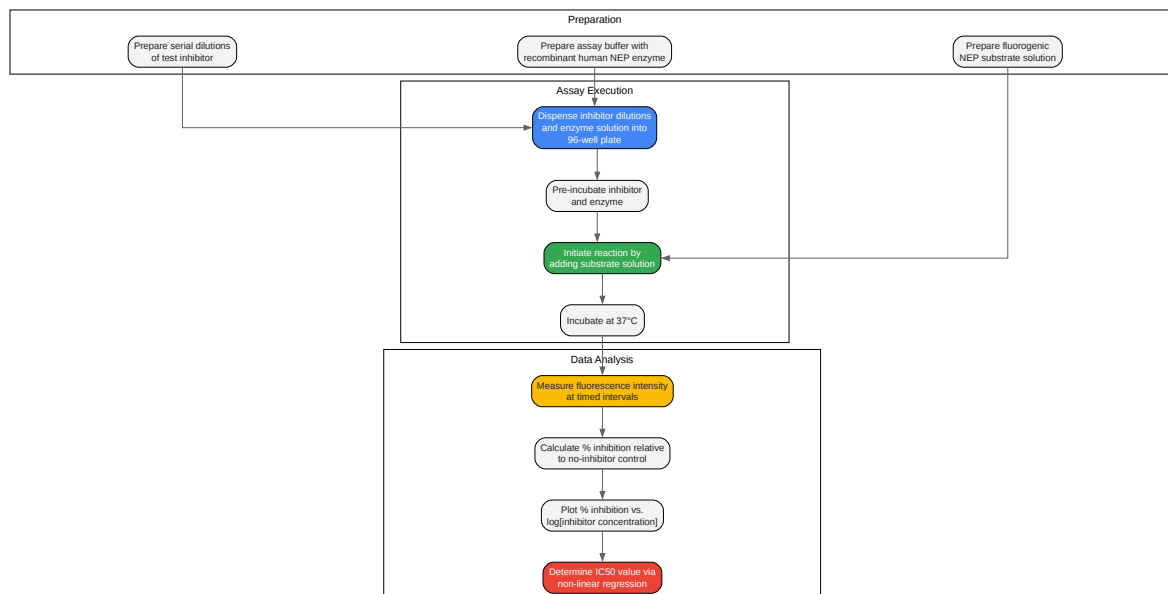 Preparation
Prepare serial dilutions
of test inhibitor
Prepare assay buffer with
recombinant human NEP enzyme
Prepare fluorogenic
NEP substrate solution
Assay Execution
Dispense inhibitor dilutions
and enzyme solution into
96-well plate
Pre-incubate inhibitor
and enzyme
Initiate reaction by
adding substrate solution
Incubate at 37°C
Data Analysis
Measure fluorescence intensity
at timed intervals
Calculate % inhibition relative
to no-inhibitor control
Plot % inhibition vs.
log[inhibitor concentration]
Determine IC50 value via
non-linear regression